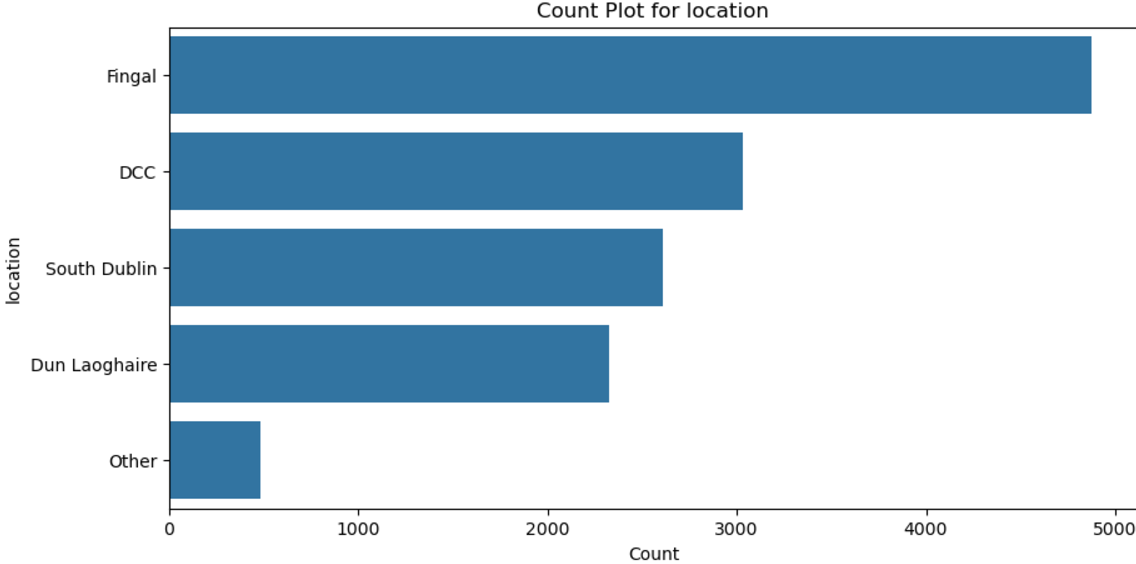 Count Plot for location
Fingal
DCC
South Dublin
Dun Laoghaire
Other
location
0 1000 2000 3000 4000 5000
Count